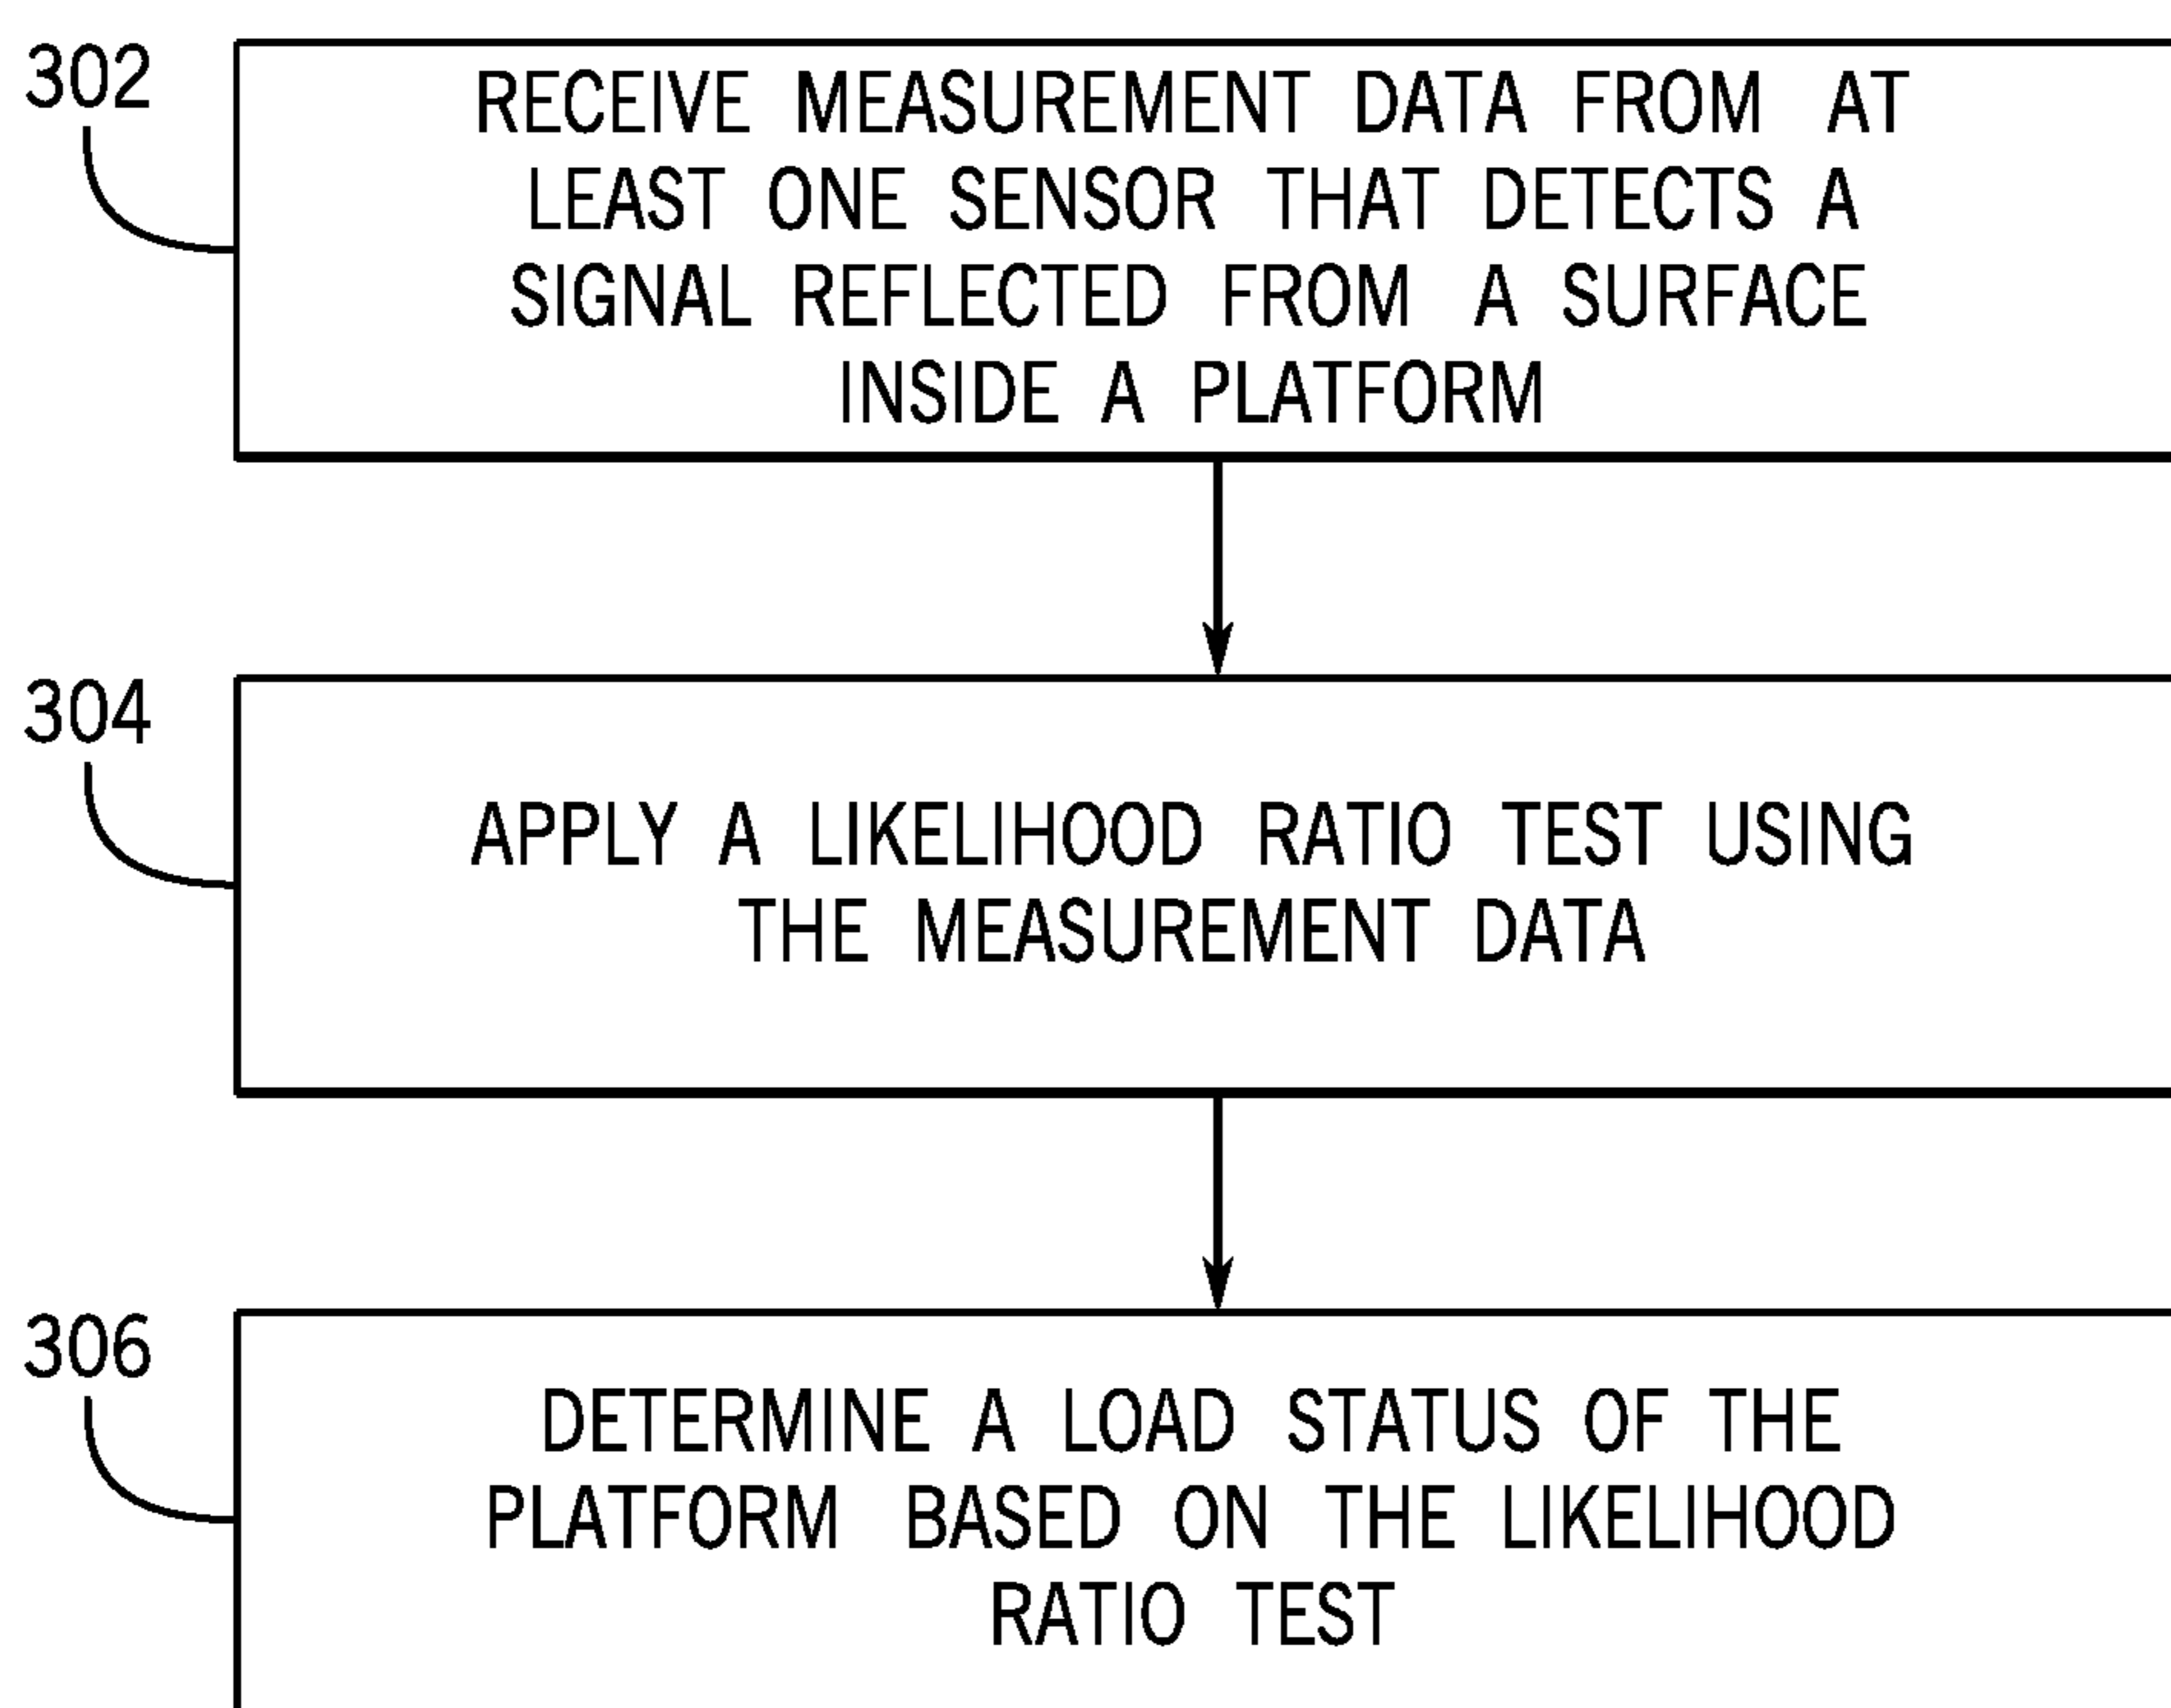 302
RECEIVE MEASUREMENT DATA FROM AT
LEAST ONE SENSOR THAT DETECTS A
SIGNAL REFLECTED FROM A SURFACE
INSIDE A PLATFORM
304
APPLY A LIKELIHOOD RATIO TEST USING
THE MEASUREMENT DATA
306
DETERMINE A LOAD STATUS OF THE
PLATFORM BASED ON THE LIKELIHOOD
RATIO TEST